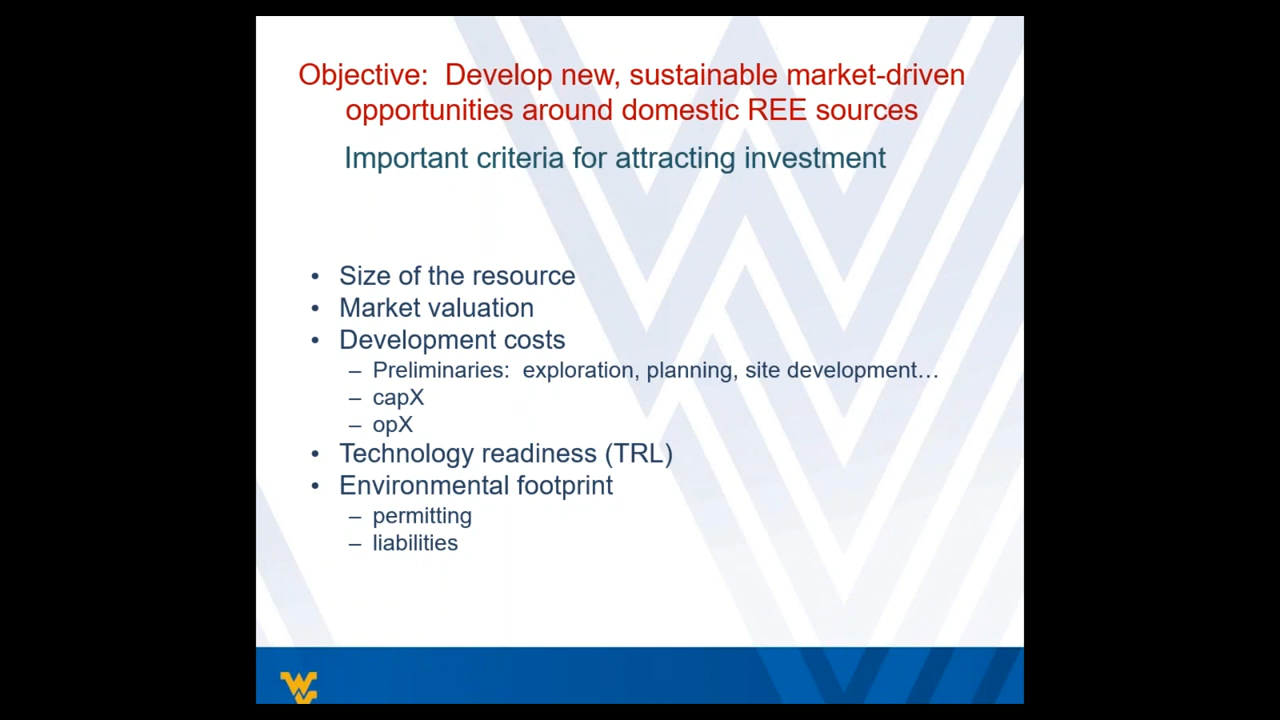 Objective:  Develop new, sustainable market-driven
opportunities around domestic REE sources
Important criteria for attracting investment
• Size of the resource
• Market valuation
• Development costs
– Preliminaries:  exploration, planning, site development…
– capX
– opX
• Technology readiness (TRL)
• Environmental footprint
– permitting
– liabilities